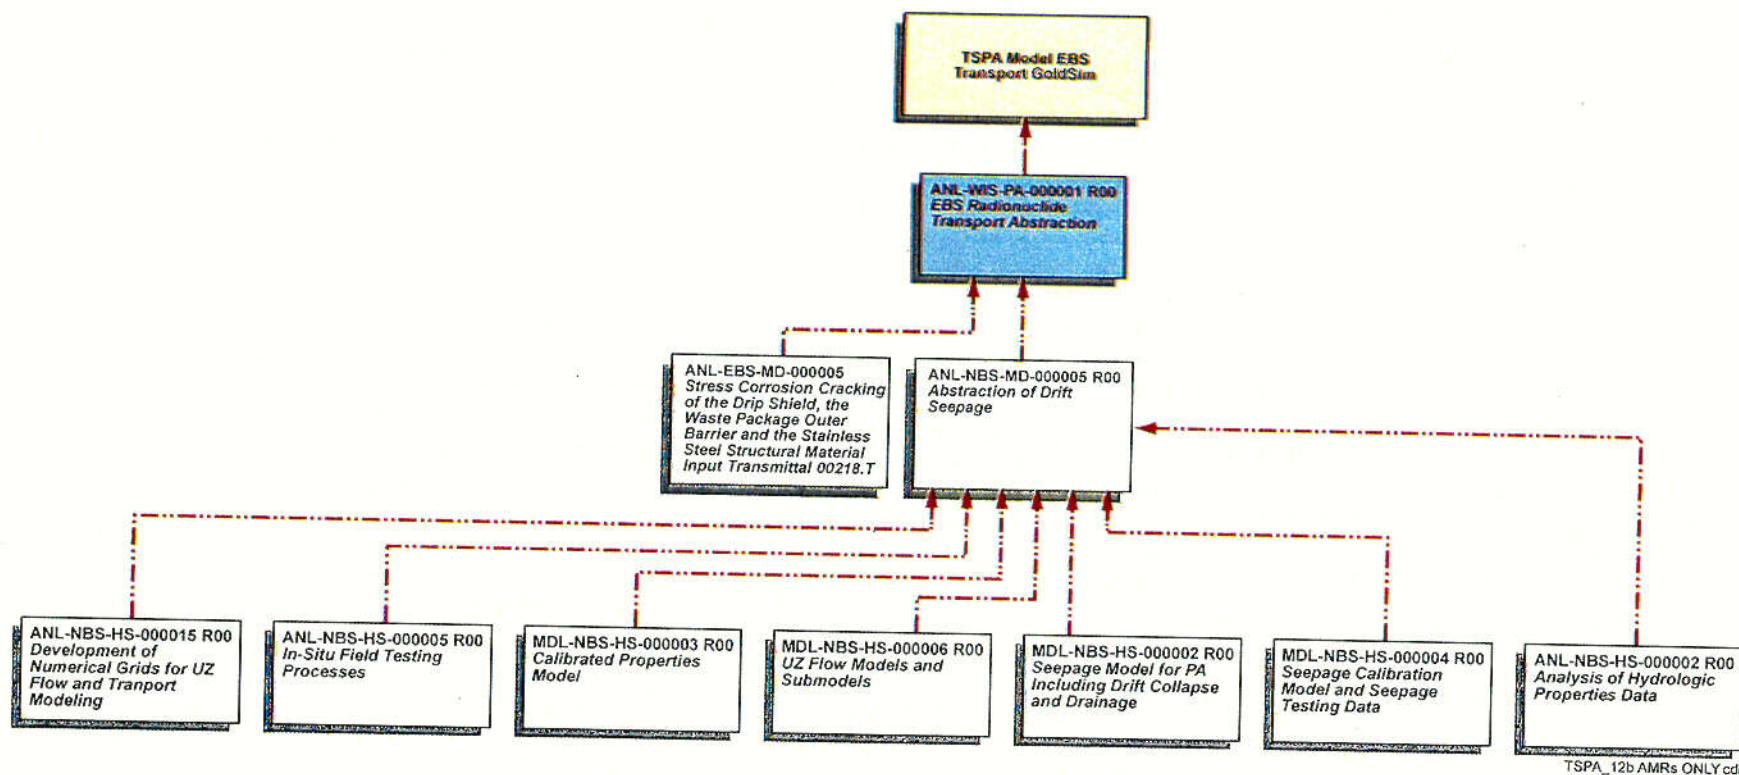 TSPA Model EBS
Transport GoldSim
ANL-WIS-PA-000001 R00
EBS Radionuclide
Transport Abstraction
ANL-EBS-MD-000005
Stress Corrosion Cracking
of the Drip Shield, the
Waste Package Outer
Barrier and the Stainless
Steel Structural Material
Input Transmittal 00218.T
ANL-NBS-MD-000005 R00
Abstraction of Drift
Seepage
ANL-NBS-HS-000015 R00
Development of
Numerical Grids for UZ
Flow and Tranport
Modeling
ANL-NBS-HS-000005 R00
In-Situ Field Testing
Processes
MDL-NBS-HS-000003 R00
Calibrated Properties
Model
MDL-NBS-HS-000006 R00
UZ Flow Models and
Submodels
MDL-NBS-HS-000002 R00
Seepage Model for PA
Including Drift Collapse
and Drainage
MDL-NBS-HS-000004 R00
Seepage Calibration
Model and Seepage
Testing Data
ANL-NBS-HS-000002 R00
Analysis of Hydrologic
Properties Data
TSPA_12b AMRs ONLY